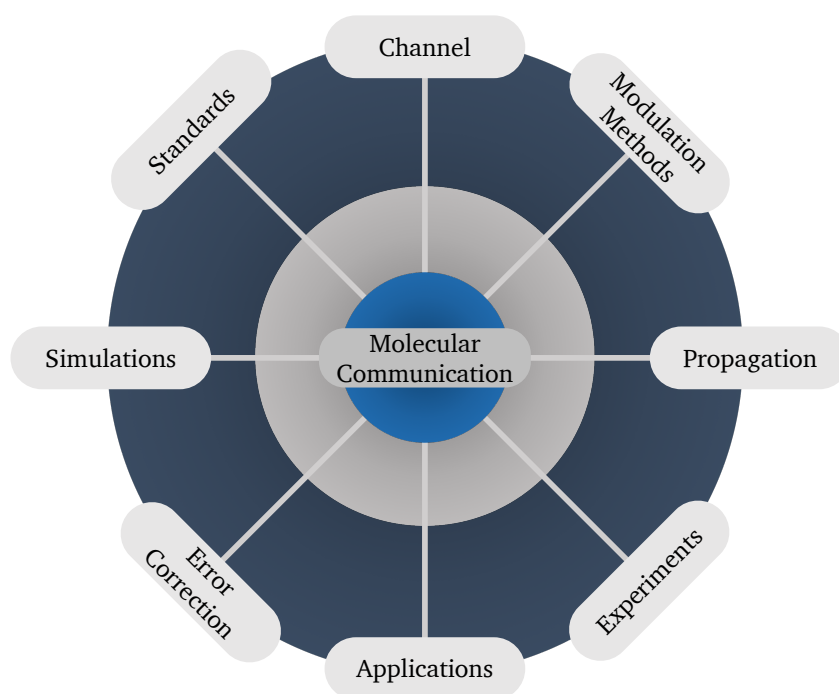 Channel
Standards
Modulation
Methods
Simulations
Molecular
Communication
Propagation
Error
Correction
Experiments
Applications